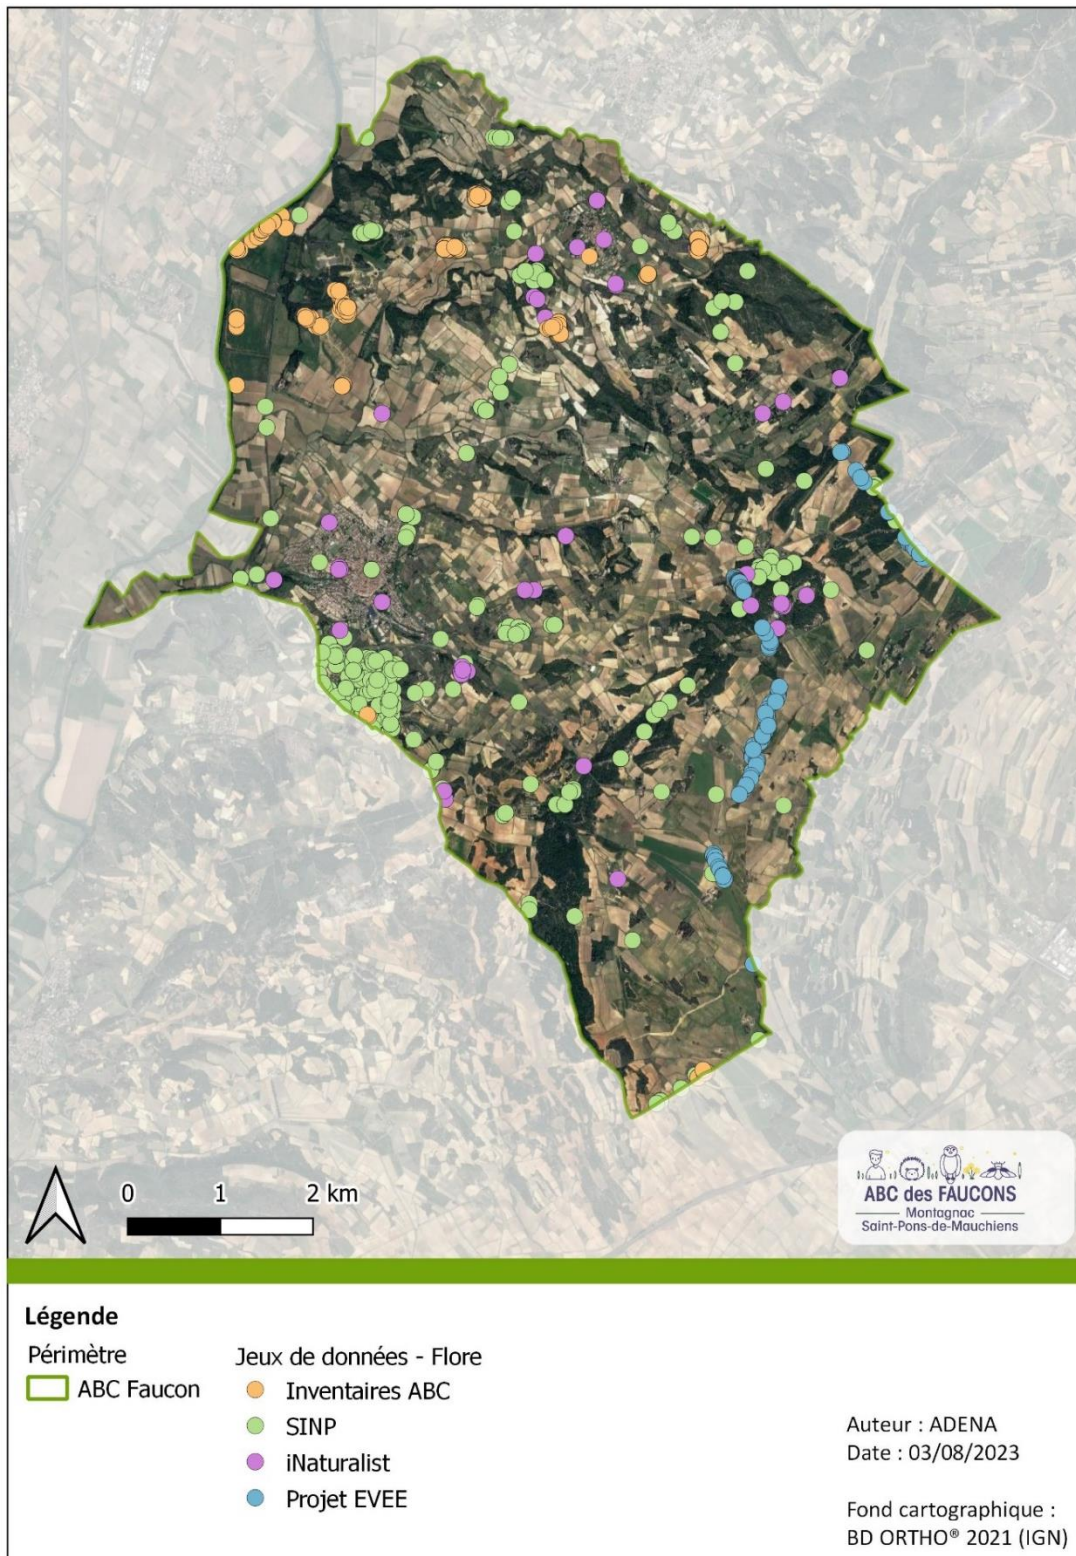 0 1 2 km
ABC des FAUCONS
Montagnac
Saint-Pons-de-Mauchiens
Légende
Périmètre
ABC Faucon
Jeux de données - Flore
Inventaires ABC
SINP
iNaturalist
Projet EVEE
Auteur : ADENA
Date : 03/08/2023
Fond cartographique :
BD ORTHO® 2021 (IGN)